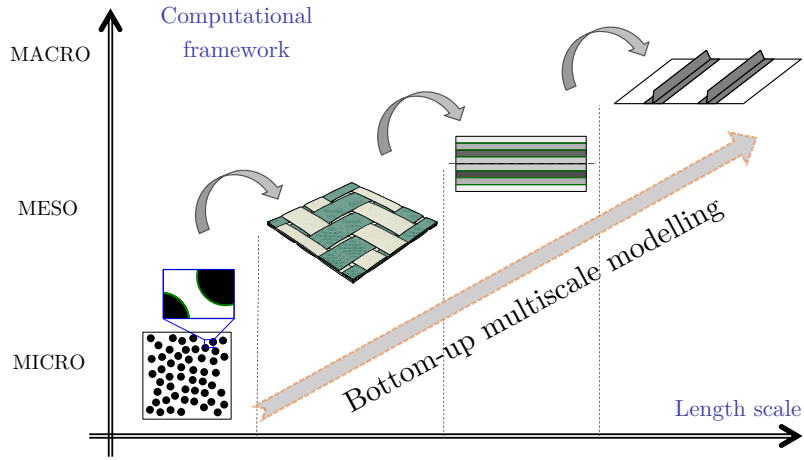 Computational
framework
MACRO
MESO
MICRO
Bottom-up multiscale modelling
Length scale